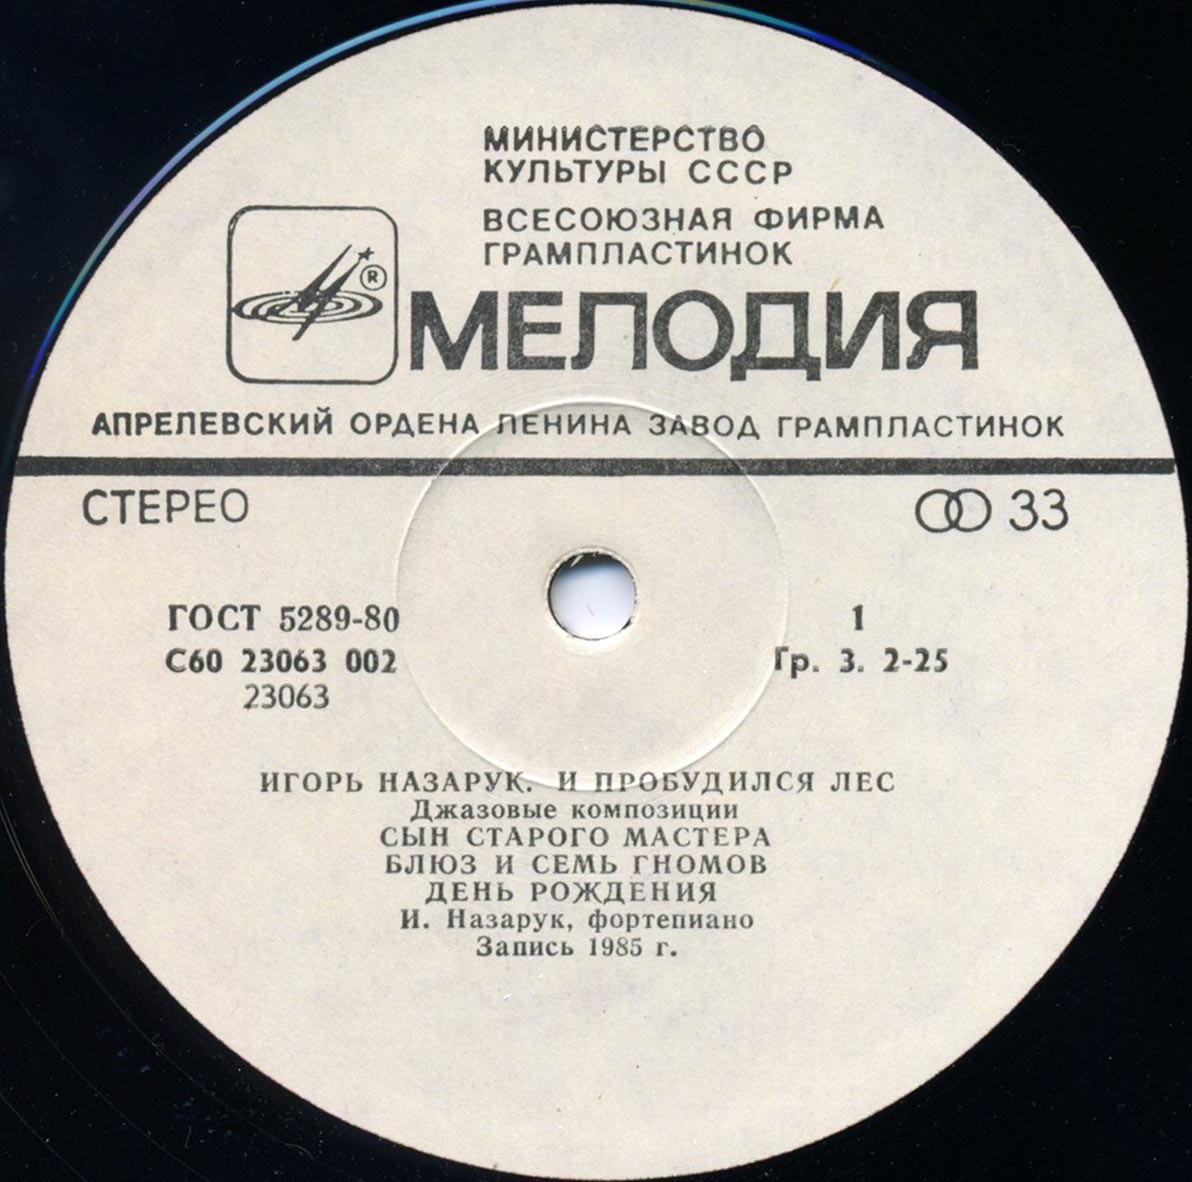 МИНИСТЕРСТВО
КУЛЬТУРЫ СССР
ВСЕСОЮЗНАЯ ФИРМА
ГРАМПЛАСТИНОК
®
МЕЛОДИЯ
АПРЕЛЕВСКИЙ ОРДЕНА ЛЕНИНА ЗАВОД ГРАМПЛАСТИНОК
СТЕРЕО
33
ГОСТ 5289-80
1
С60 23063 002
Гр. 3. 2-25
23063
ИГОРЬ НАЗАРУК. И ПРОБУДИЛСЯ ЛЕС
Джазовые композиции
СЫН СТАРОГО МАСТЕРА
БЛЮЗ И СЕМЬ ГНОМОВ
ДЕНЬ РОЖДЕНИЯ
И. Назарук, фортепиано
Запись 1985 г.